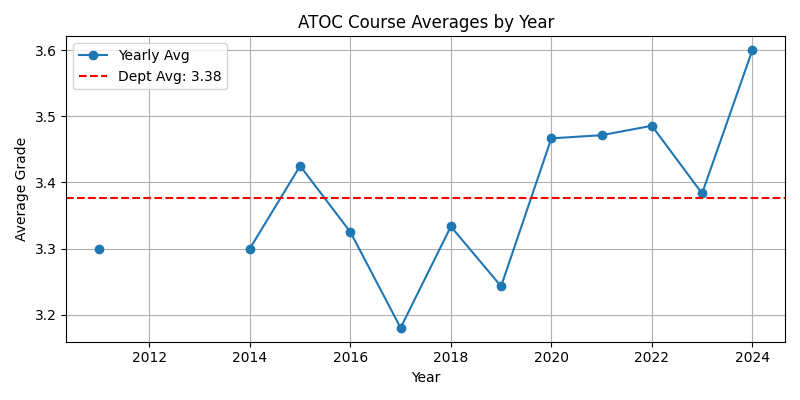 ATOC Course Averages by Year
Yearly Avg
Dept Avg: 3.38
Average Grade
3.6
3.5
3.4
3.3
3.2
2012 2014 2016 2018 2020 2022 2024
Year